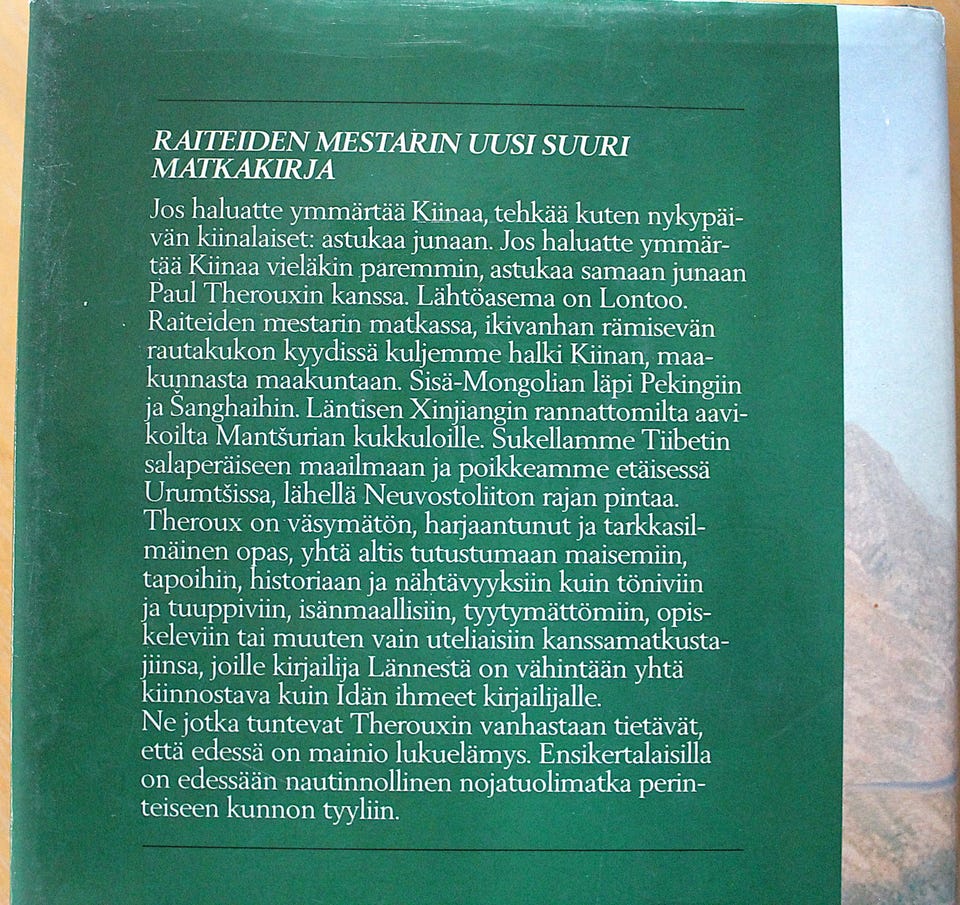 RAITEIDEN MESTARIN UUSI SUURI
MATKAKIRJA
Jos haluatte ymmärtää Kiinaa, tehkää kuten nykypäi-
vän kiinalaiset: astukaa junaan. Jos haluatte ymmär-
tää Kiinaa vieläkin paremmin, astukaa samaan junaan
Paul Therouxin kanssa. Lähtöasema on Lontoo.
Raiteiden mestarin matkassa, ikivanhan rämisevän
rautakukon kyydissä kuljemme halki Kiinan, maa-
kunnasta maakuntaan. Sisä-Mongolian läpi Pekingiin
ja Šanghaihin. Läntisen Xinjiangin rannattomilta aavi-
koilta Mantšurian kukkuloille. Sukellamme Tiibetin
salaperäiseen maailmaan ja poikkeamme etäisessä
Urumtšissa, lähellä Neuvostoliiton rajan pintaa.
Theroux on väsymätön, harjaantunut ja tarkkasil-
mäinen opas, yhtä altis tutustumaan maisemiin,
tapoihin, historiaan ja nähtävyyksiin kuin töniviin
ja tuuppiviin, isänmaallisiin, tyytymättömiin, opis-
keleviin tai muuten vain uteliaisiin kanssamatkusta-
jiinsa, joille kirjailija Lännestä on vähintään yhtä
kiinnostava kuin Idän ihmeet kirjailijalle.
Ne jotka tuntevat Therouxin vanhastaan tietävät,
että edessä on mainio lukuelämys. Ensikertalaisilla
on edessään nautinnollinen nojatuolimatka perin-
teiseen kunnon tyyliin.